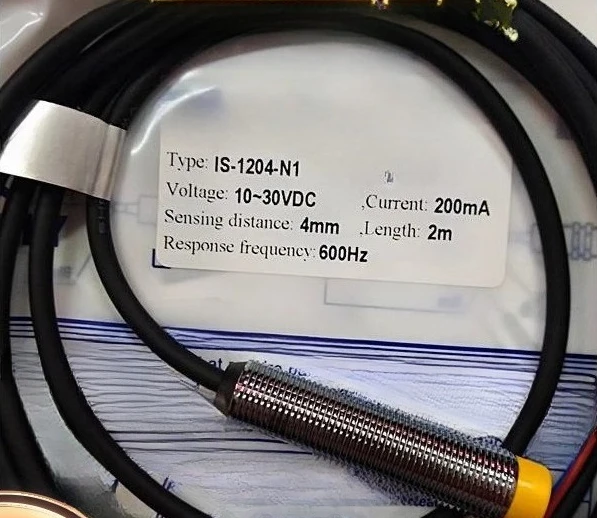 Type: IS-1204-N1
Voltage: 10~30VDC ,Current: 200mA
Sensing distance: 4mm ,Length: 2m
Response frequency: 600Hz